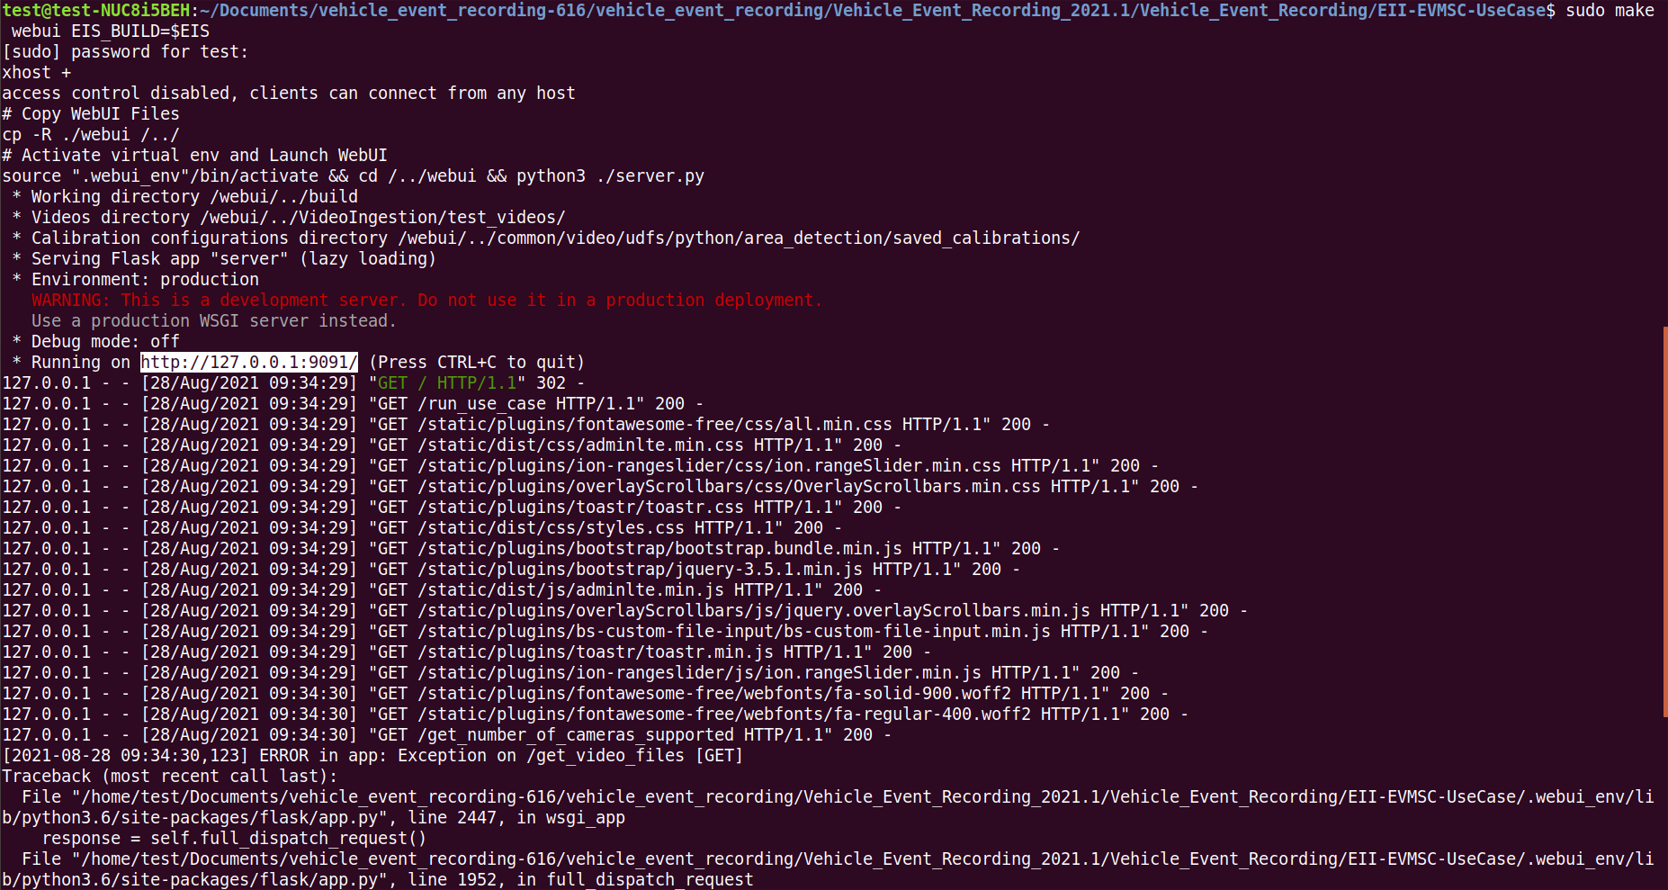 test@test-NUC8i5BEH:~/Documents/vehicle_event_recording-616/vehicle_event_recording/Vehicle_Event_Recording_2021.1/Vehicle_Event_Recording/EII-EVMSC-UseCase$ sudo make
 webui EIS_BUILD=$EIS
[sudo] password for test:
xhost +
access control disabled, clients can connect from any host
# Copy WebUI Files
cp -R ./webui /../
# Activate virtual env and Launch WebUI
source ".webui_env"/bin/activate && cd /../webui && python3 ./server.py
 * Working directory /webui/../build
 * Videos directory /webui/../VideoIngestion/test_videos/
 * Calibration configurations directory /webui/../common/video/udfs/python/area_detection/saved_calibrations/
 * Serving Flask app "server" (lazy loading)
 * Environment: production
   WARNING: This is a development server. Do not use it in a production deployment.
   Use a production WSGI server instead.
 * Debug mode: off
 * Running on http://127.0.0.1:9091/ (Press CTRL+C to quit)
127.0.0.1 - - [28/Aug/2021 09:34:29] "GET / HTTP/1.1" 302 -
127.0.0.1 - - [28/Aug/2021 09:34:29] "GET /run_use_case HTTP/1.1" 200 -
127.0.0.1 - - [28/Aug/2021 09:34:29] "GET /static/plugins/fontawesome-free/css/all.min.css HTTP/1.1" 200 -
127.0.0.1 - - [28/Aug/2021 09:34:29] "GET /static/dist/css/adminlte.min.css HTTP/1.1" 200 -
127.0.0.1 - - [28/Aug/2021 09:34:29] "GET /static/plugins/ion-rangeslider/css/ion.rangeSlider.min.css HTTP/1.1" 200 -
127.0.0.1 - - [28/Aug/2021 09:34:29] "GET /static/plugins/overlayScrollbars/css/OverlayScrollbars.min.css HTTP/1.1" 200 -
127.0.0.1 - - [28/Aug/2021 09:34:29] "GET /static/plugins/toastr/toastr.css HTTP/1.1" 200 -
127.0.0.1 - - [28/Aug/2021 09:34:29] "GET /static/dist/css/styles.css HTTP/1.1" 200 -
127.0.0.1 - - [28/Aug/2021 09:34:29] "GET /static/plugins/bootstrap/bootstrap.bundle.min.js HTTP/1.1" 200 -
127.0.0.1 - - [28/Aug/2021 09:34:29] "GET /static/plugins/bootstrap/jquery-3.5.1.min.js HTTP/1.1" 200 -
127.0.0.1 - - [28/Aug/2021 09:34:29] "GET /static/dist/js/adminlte.min.js HTTP/1.1" 200 -
127.0.0.1 - - [28/Aug/2021 09:34:29] "GET /static/plugins/overlayScrollbars/js/jquery.overlayScrollbars.min.js HTTP/1.1" 200 -
127.0.0.1 - - [28/Aug/2021 09:34:29] "GET /static/plugins/bs-custom-file-input/bs-custom-file-input.min.js HTTP/1.1" 200 -
127.0.0.1 - - [28/Aug/2021 09:34:29] "GET /static/plugins/toastr/toastr.min.js HTTP/1.1" 200 -
127.0.0.1 - - [28/Aug/2021 09:34:29] "GET /static/plugins/ion-rangeslider/js/ion.rangeSlider.min.js HTTP/1.1" 200 -
127.0.0.1 - - [28/Aug/2021 09:34:30] "GET /static/plugins/fontawesome-free/webfonts/fa-solid-900.woff2 HTTP/1.1" 200 -
127.0.0.1 - - [28/Aug/2021 09:34:30] "GET /static/plugins/fontawesome-free/webfonts/fa-regular-400.woff2 HTTP/1.1" 200 -
127.0.0.1 - - [28/Aug/2021 09:34:30] "GET /get_number_of_cameras_supported HTTP/1.1" 200 -
[2021-08-28 09:34:30,123] ERROR in app: Exception on /get_video_files [GET]
Traceback (most recent call last):
  File "/home/test/Documents/vehicle_event_recording-616/vehicle_event_recording/Vehicle_Event_Recording_2021.1/Vehicle_Event_Recording/EII-EVMSC-UseCase/.webui_env/li
b/python3.6/site-packages/flask/app.py", line 2447, in wsgi_app
    response = self.full_dispatch_request()
  File "/home/test/Documents/vehicle_event_recording-616/vehicle_event_recording/Vehicle_Event_Recording_2021.1/Vehicle_Event_Recording/EII-EVMSC-UseCase/.webui_env/li
b/python3.6/site-packages/flask/app.py", line 1952, in full_dispatch_request